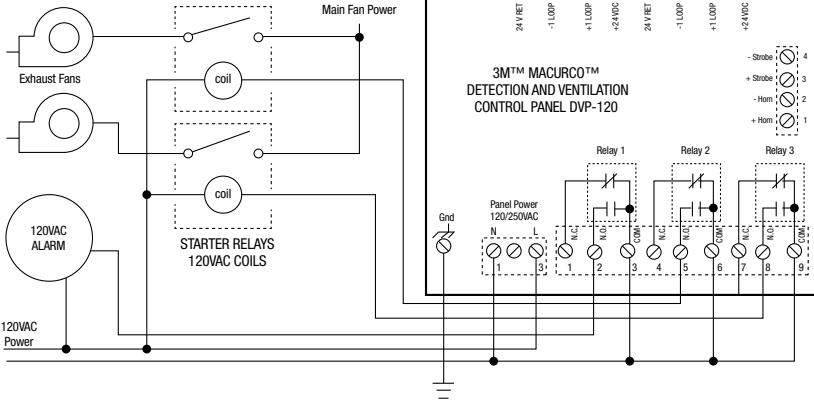 Main Fan Power
24 V RET
-1 LOOP
+1 LOOP
+24VDC
24 V RET
-1 LOOP
+1 LOOP
+24VDC
Exhaust Fans
coil
3M™ MACURCO™
DETECTION AND VENTILATION
CONTROL PANEL DVP-120
- Strobe 4
+ Strobe 3
- Horn 2
+ Horn 1
Relay 1
Relay 2
Relay 3
coil
120VAC
ALARM
STARTER RELAYS
120VAC COILS
Gnd
Panel Power
120/250VAC
N L
N.C. N.O. COM N.C. N.O. COM N.C. N.O. COM
1 3 1 2 3 4 5 6 7 8 9
120VAC
Power